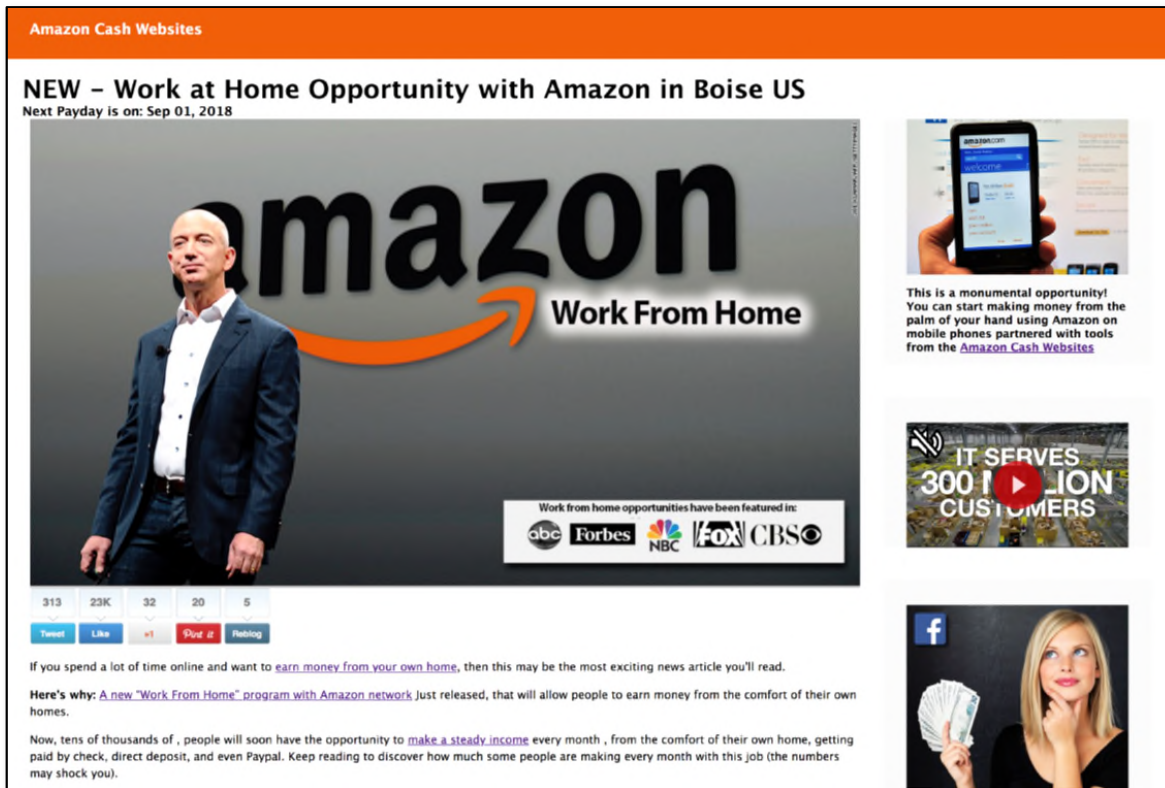 Amazon Cash Websites
NEW – Work at Home Opportunity with Amazon in Boise US
Next Payday is on: Sep 01, 2018
amazon
Work From Home
Work from home opportunities have been featured in:
abc Forbes NBC FOX CBS
313 23K 32 20 5
Tweet Like +1 Pint it Reblog
If you spend a lot of time online and want to earn money from your own home, then this may be the most exciting news article you'll read.
Here's why: A new "Work From Home" program with Amazon network Just released, that will allow people to earn money from the comfort of their own
homes.
Now, tens of thousands of , people will soon have the opportunity to make a steady income every month , from the comfort of their own home, getting
paid by check, direct deposit, and even Paypal. Keep reading to discover how much some people are making every month with this job (the numbers
may shock you).
amazon.com
welcome
This is a monumental opportunity!
You can start making money from the
palm of your hand using Amazon on
mobile phones partnered with tools
from the Amazon Cash Websites
IT SERVES
300 M LION
CUSTOMERS
f